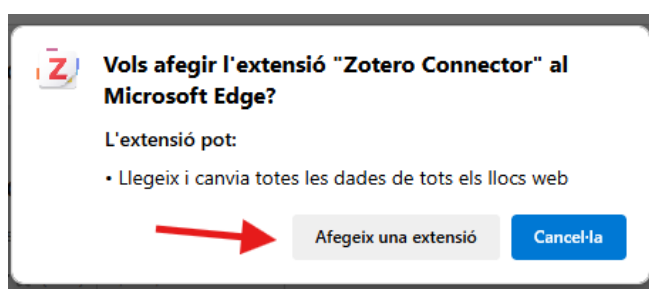 Z
Vols afegir l'extensió "Zotero Connector" al
Microsoft Edge?
L'extensió pot:
• Llegeix i canvia totes les dades de tots els llocs web
Afegeix una extensió
Cancel·la